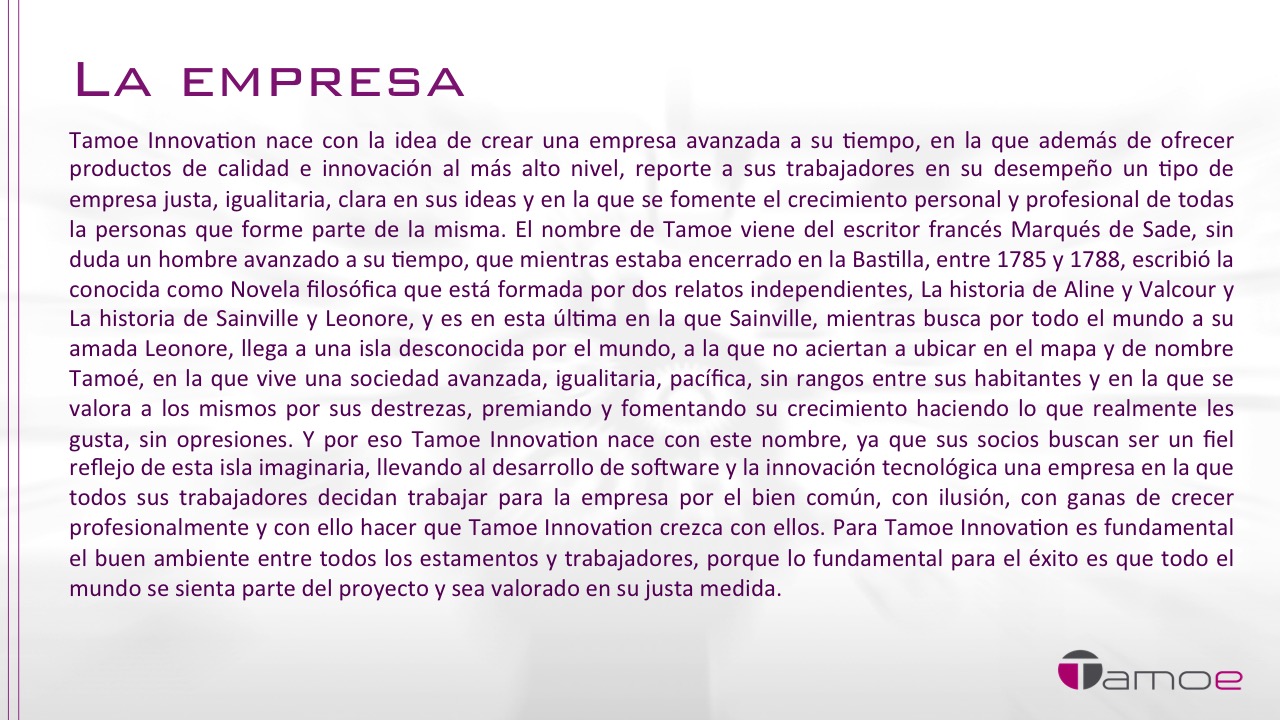 La empresa
Tamoe Innovation nace con la idea de crear una empresa avanzada a su tiempo, en la que además de ofrecer
productos de calidad e innovación al más alto nivel, reporte a sus trabajadores en su desempeño un tipo de
empresa justa, igualitaria, clara en sus ideas y en la que se fomente el crecimiento personal y profesional de todas
la personas que forme parte de la misma. El nombre de Tamoe viene del escritor francés Marqués de Sade, sin
duda un hombre avanzado a su tiempo, que mientras estaba encerrado en la Bastilla, entre 1785 y 1788, escribió la
conocida como Novela filosófica que está formada por dos relatos independientes, La historia de Aline y Valcour y
La historia de Sainville y Leonore, y es en esta última en la que Sainville, mientras busca por todo el mundo a su
amada Leonore, llega a una isla desconocida por el mundo, a la que no aciertan a ubicar en el mapa y de nombre
Tamoé, en la que vive una sociedad avanzada, igualitaria, pacífica, sin rangos entre sus habitantes y en la que se
valora a los mismos por sus destrezas, premiando y fomentando su crecimiento haciendo lo que realmente les
gusta, sin opresiones. Y por eso Tamoe Innovation nace con este nombre, ya que sus socios buscan ser un fiel
reflejo de esta isla imaginaria, llevando al desarrollo de software y la innovación tecnológica una empresa en la que
todos sus trabajadores decidan trabajar para la empresa por el bien común, con ilusión, con ganas de crecer
profesionalmente y con ello hacer que Tamoe Innovation crezca con ellos. Para Tamoe Innovation es fundamental
el buen ambiente entre todos los estamentos y trabajadores, porque lo fundamental para el éxito es que todo el
mundo se sienta parte del proyecto y sea valorado en su justa medida.
Tamoe